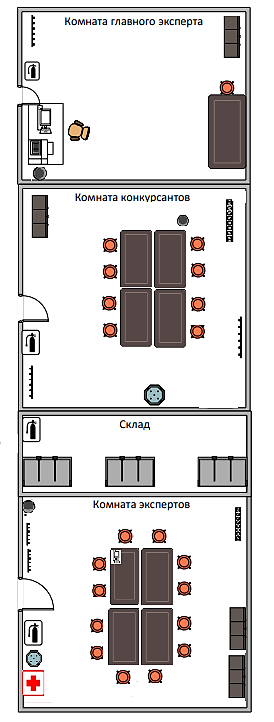 Комната главного эксперта
Комната конкурсантов
Склад
Комната экспертов